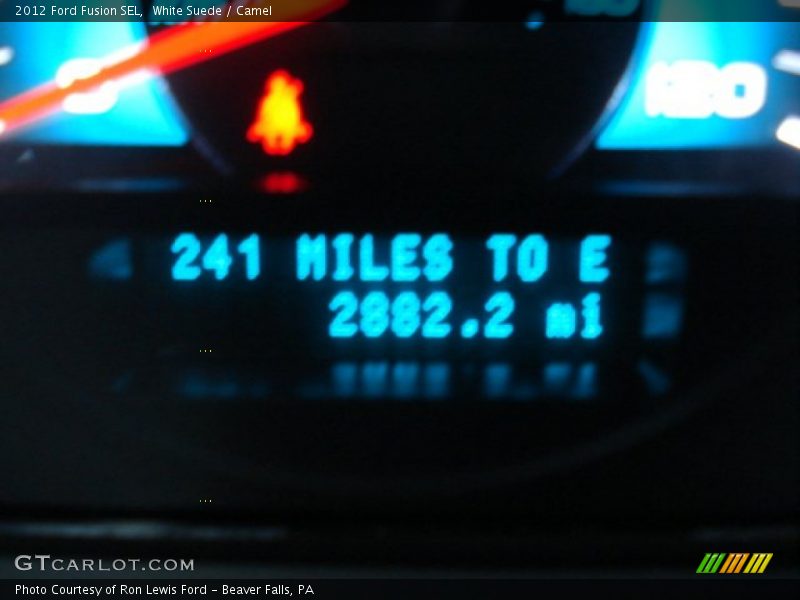 2012 Ford Fusion SEL, White Suede / Camel
241 MILES TO E
2882.2 mi
GTCARLOT.COM
Photo Courtesy of Ron Lewis Ford - Beaver Falls, PA